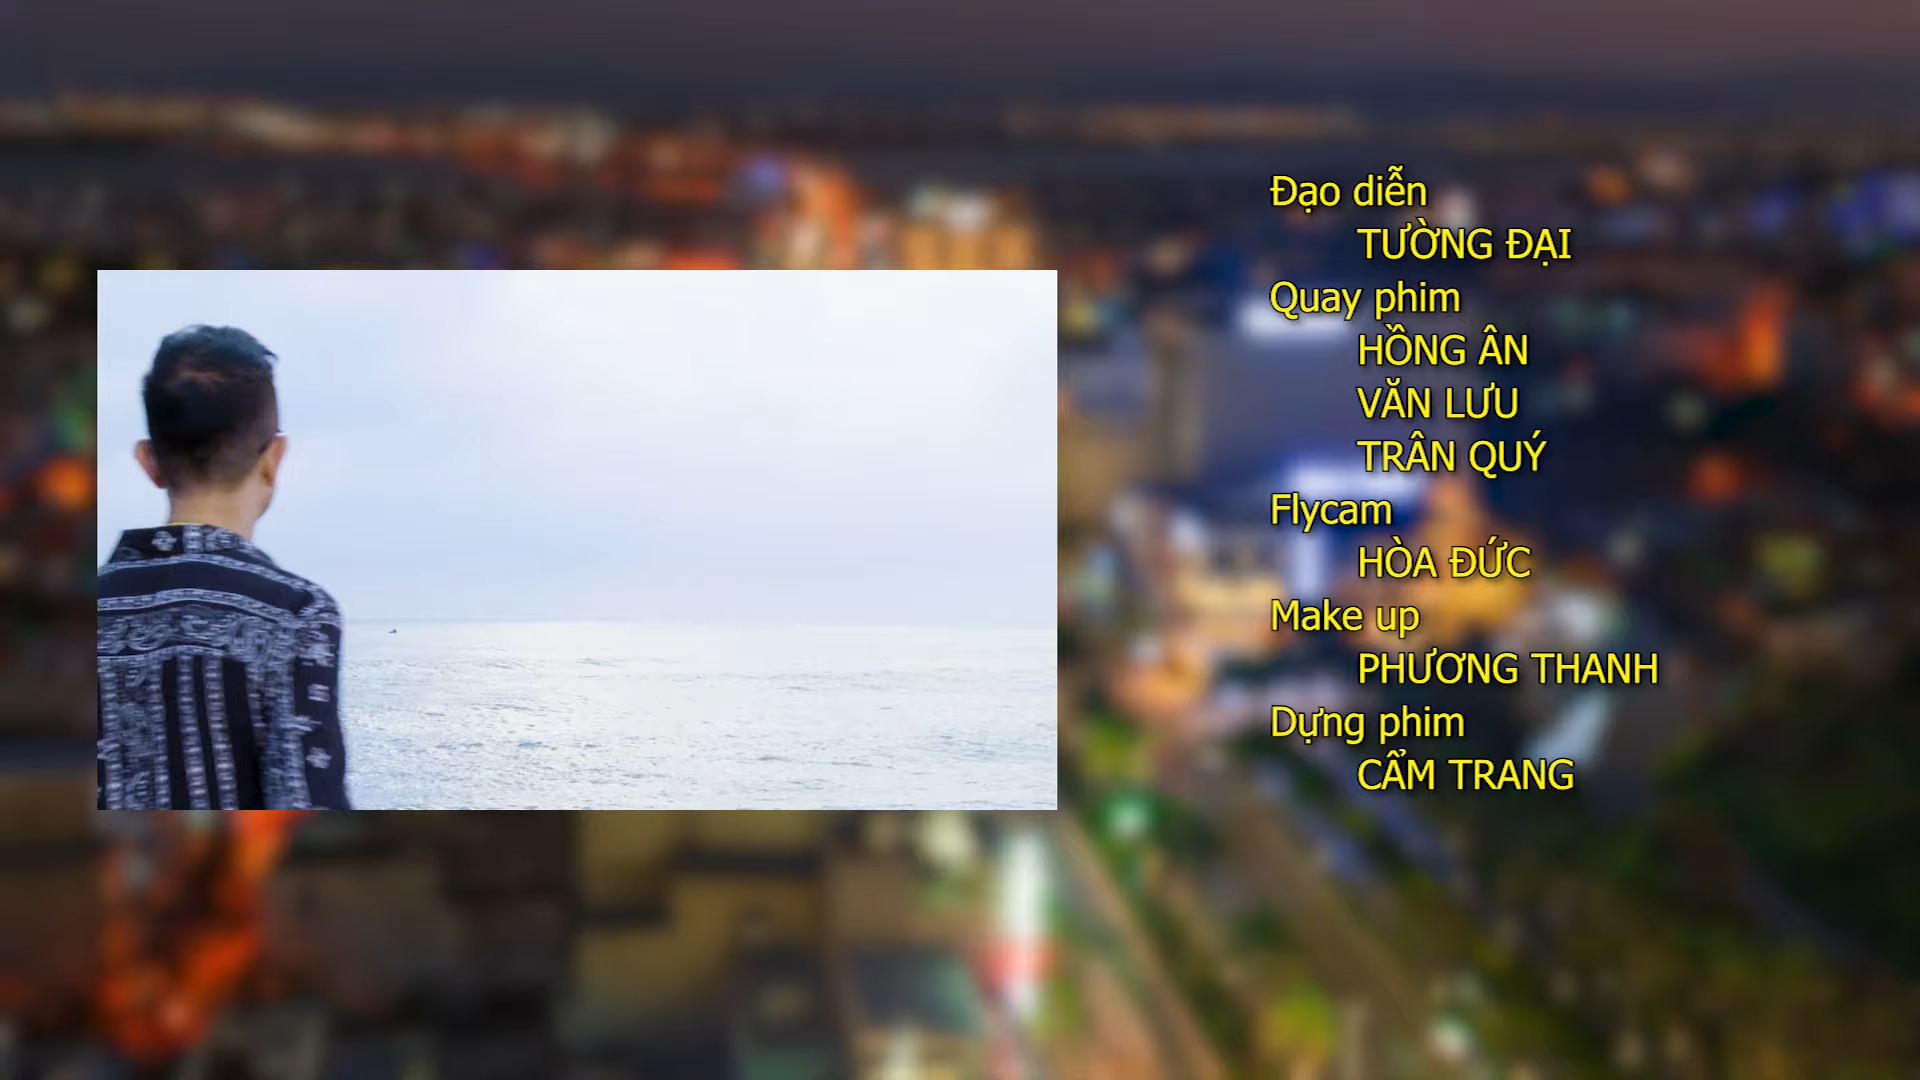 Đạo diễn
TƯỜNG ĐẠI
Quay phim
HỒNG ÂN
VĂN LƯU
TRÂN QUÝ
Flycam
HÒA ĐỨC
Make up
PHƯƠNG THANH
Dựng phim
CẨM TRANG